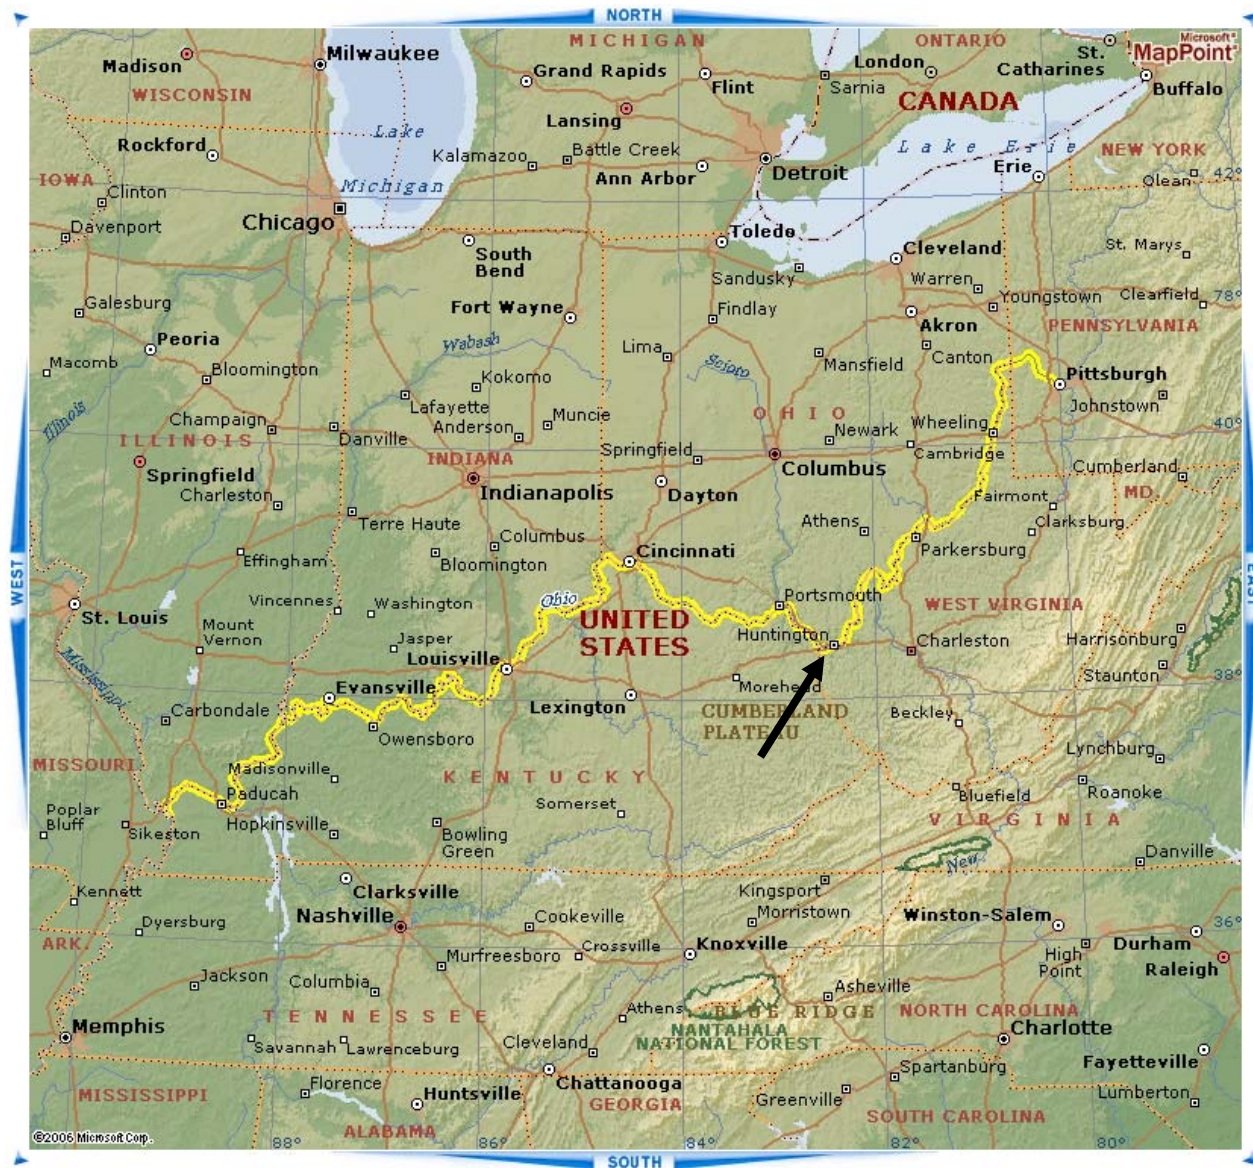 NORTH
MICHIGAN
ONTARIO
Microsoft®
MapPoint®
Madison
Milwaukee
Grand Rapids
Flint
London
Sarnia
St.
Catharines
Buffalo
WISCONSIN
CANADA
Lansing
Lake
Michigan
Rockford
Kalamazoo
Battle Creek
Ann Arbor
Detroit
Lake Erie
Erie
NEW YORK
Olean
42°
IOWA
Clinton
Chicago
Davenport
South
Bend
Toledo
Cleveland
St. Marys
Sandusky
Warren
Galesburg
Fort Wayne
Findlay
Youngstown
Clearfield
78°
Akron
PENNSYLVANIA
Peoria
Wabash
Lima
Scioto
Mansfield
Canton
Macomb
Bloomington
Kokomo
Pittsburgh
Illinois
Lafayette
Johnstown
Champaign
Muncie
OHIO
Anderson
Newark
Wheeling
40°
ILLINOIS
Danville
INDIANA
Springfield
Cambridge
Springfield
Columbus
Cumberland
Indianapolis
Dayton
MD.
Charleston
Fairmont
Terre Haute
Athens
Clarksburg
Columbus
Effingham
Bloomington
Cincinnati
Parkersburg
WEST
EAST
Vincennes
Washington
Ohio
Portsmouth
WEST VIRGINIA
St. Louis
UNITED
STATES
Mount
Vernon
Jasper
Huntington
Charleston
Harrisonburg
Louisville
Staunton
Mississippi
Evansville
Morehead
38°
Lexington
Carbondale
CUMBERLAND
PLATEAU
Beckley
Owensboro
Lynchburg
MISSOURI
Madisonville
KENTUCKY
Bluefield
Roanoke
Paducah
Somerset
Poplar
Bluff
Sikeston
Hopkinsville
Bowling
Green
VIRGINIA
New
Danville
Kennett
Clarksville
Kingsport
Nashville
Cookeville
Morristown
Winston-Salem
36°
Dyersburg
ARK.
Knoxville
Durham
Murfreesboro
Crossville
High
Point
Raleigh
Jackson
Columbia
Asheville
TENNESSEE
Athens
BLUE RIDGE
NORTH CAROLINA
NANTAHALA
NATIONAL FOREST
Memphis
Charlotte
Savannah
Lawrenceburg
Cleveland
Fayetteville
Florence
Chattanooga
Spartanburg
MISSISSIPPI
Huntsville
GEORGIA
Greenville
SOUTH CAROLINA
Lumberton
ALABAMA
©2006 Microsoft Corp.
88°
86°
84°
82°
80°
SOUTH